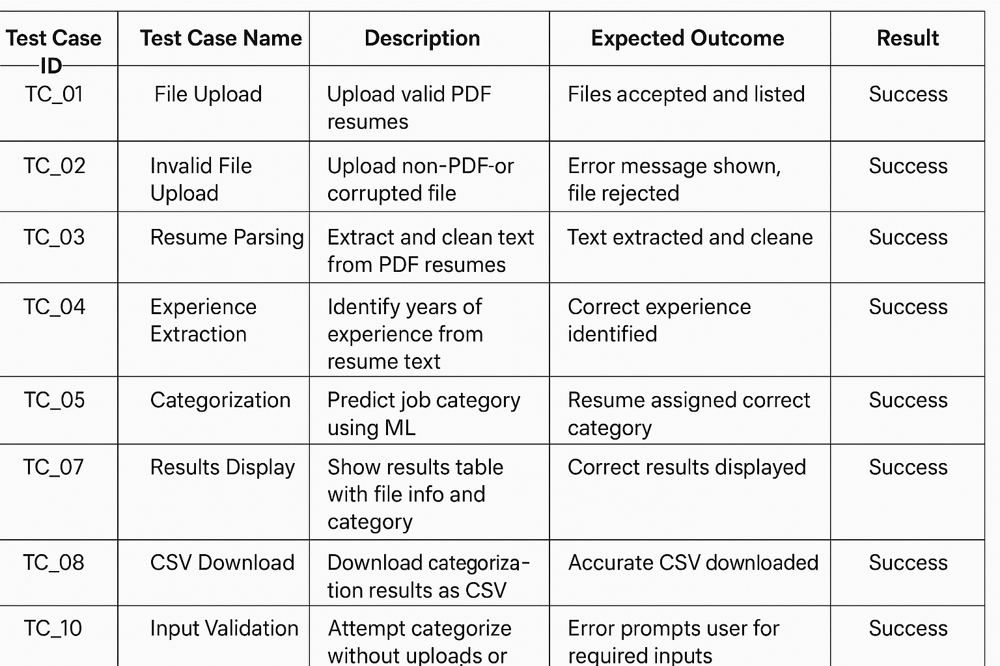 Test Case ID Test Case Name Description Expected Outcome Result
TC_01 File Upload Upload valid PDF Files accepted and listed Success
resumes
TC_02 Invalid File Upload non-PDF-or Error message shown, Success
Upload corrupted file file rejected
TC_03 Resume Parsing Extract and clean text Text extracted and cleane Success
from PDF resumes
TC_04 Experience Identify years of Correct experience Success
Extraction experience from identified
resume text
TC_05 Categorization Predict job category Resume assigned correct Success
using ML category
TC_07 Results Display Show results table Correct results displayed Success
with file info and
category
TC_08 CSV Download Download categoriza- Accurate CSV downloaded Success
tion results as CSV
TC_10 Input Validation Attempt categorize Error prompts user for Success
without uploads or required inputs